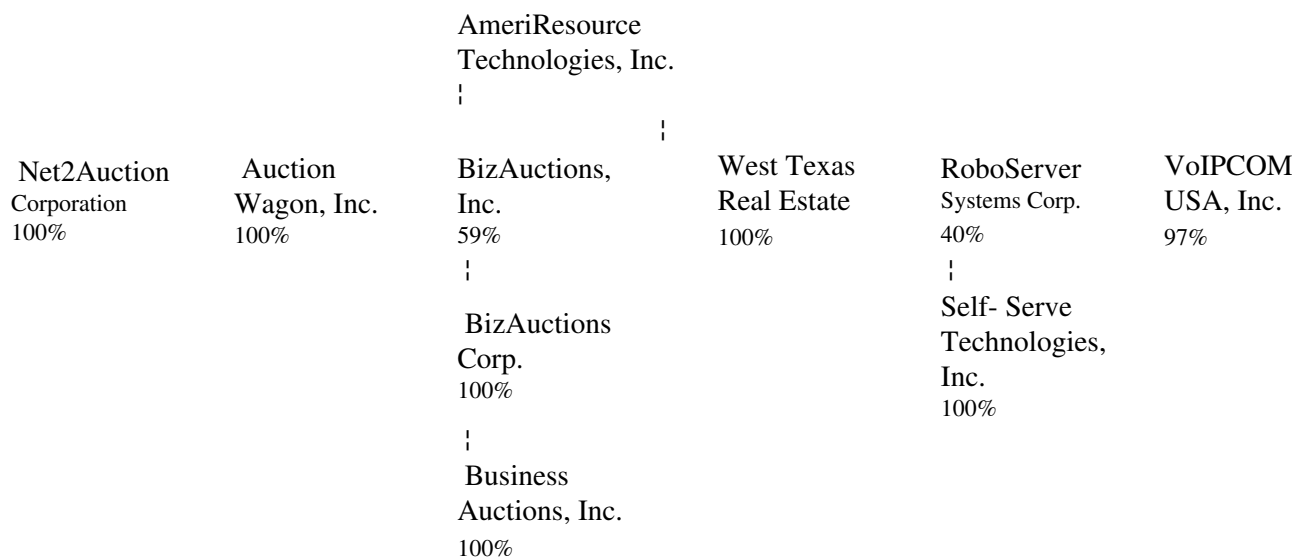 AmeriResource
Technologies, Inc.
¦
¦
Net2Auction
Corporation
100%
Auction
Wagon, Inc.
100%
BizAuctions,
Inc.
59%
West Texas
Real Estate
100%
RoboServer
Systems Corp.
40%
VoIPCOM
USA, Inc.
97%
¦
¦
BizAuctions
Corp.
100%
Self- Serve
Technologies,
Inc.
100%
¦
Business
Auctions, Inc.
100%